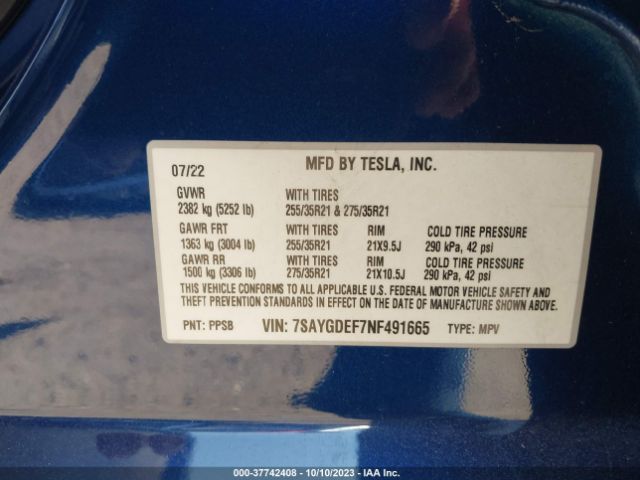 07/22 MFD BY TESLA, INC.
GVWR WITH TIRES
2382 kg (5252 lb) 255/35R21 & 275/35R21
GAWR FRT WITH TIRES RIM COLD TIRE PRESSURE
1363 kg (3004 lb) 255/35R21 21X9.5J 290 kPa, 42 psi
GAWR RR WITH TIRES RIM COLD TIRE PRESSURE
1500 kg (3306 lb) 275/35R21 21X10.5J 290 kPa, 42 psi
THIS VEHICLE CONFORMS TO ALL APPLICABLE U.S. FEDERAL MOTOR VEHICLE SAFETY AND
THEFT PREVENTION STANDARDS IN EFFECT ON THE DATE OF MANUFACTURE SHOWN ABOVE.
PNT: PPSB VIN: 7SAYGDEF7NF491665 TYPE: MPV
000-37742408 - 10/10/2023 - IAA Inc.